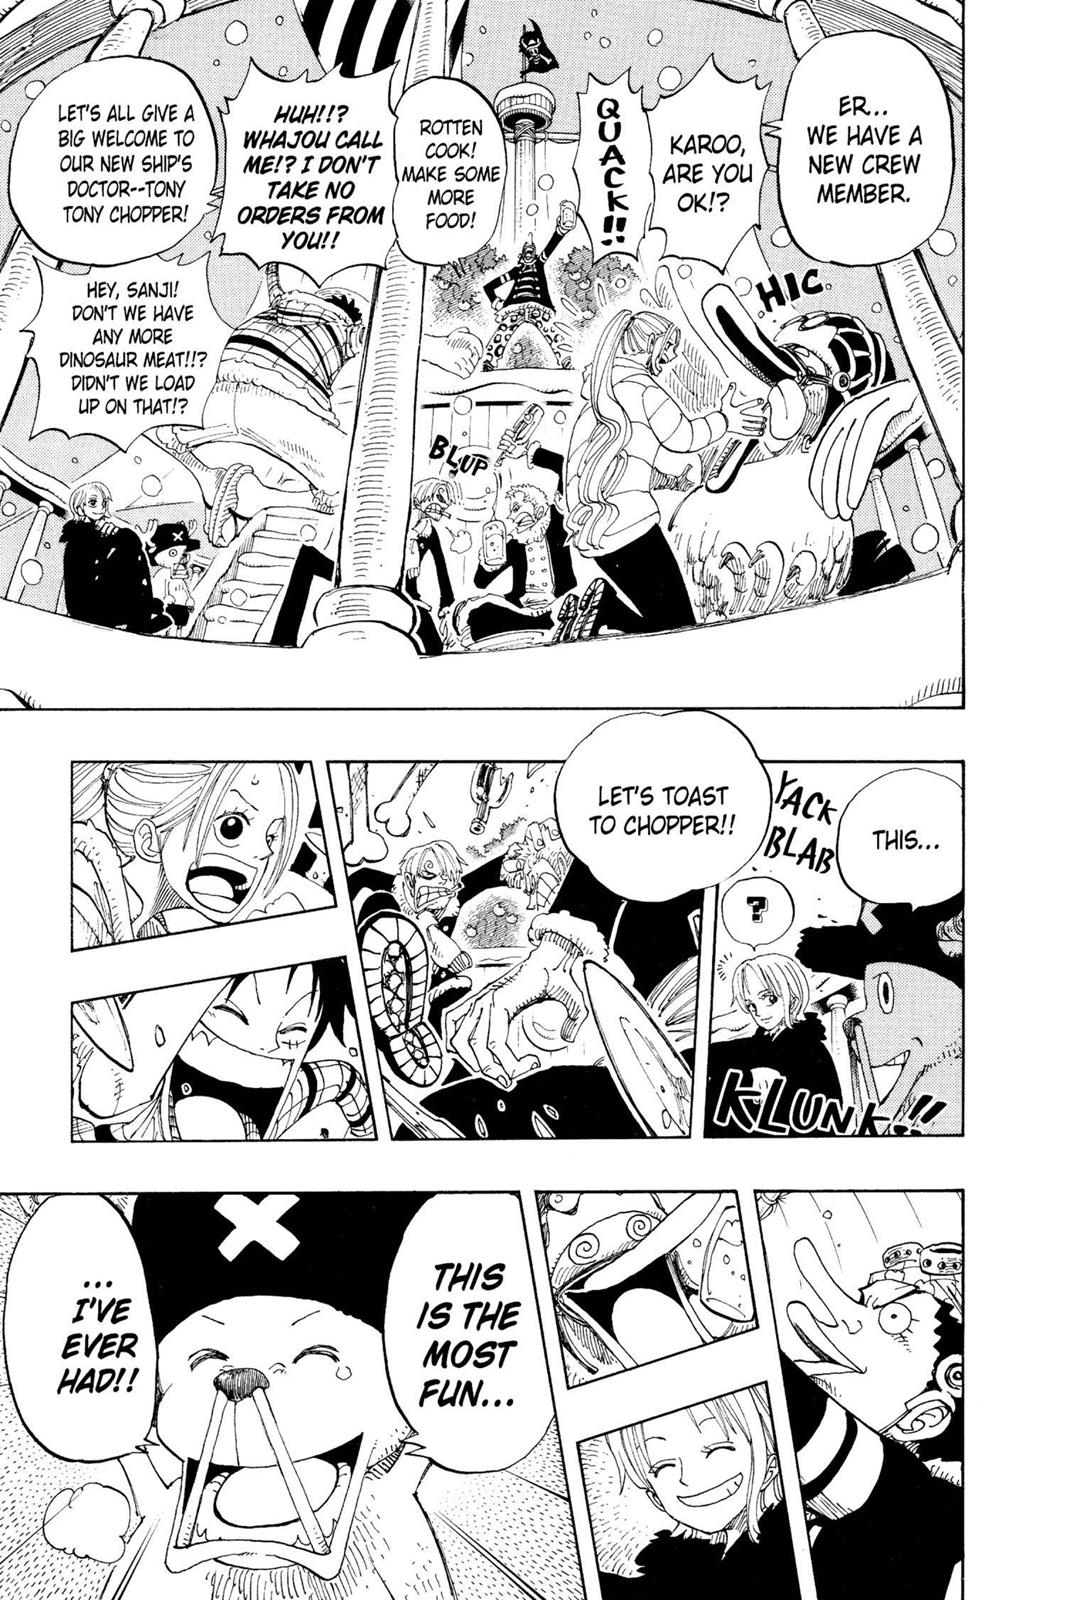 ER..
WE HAVE A
NEW CREW
MEMBER.
KAROO,
ARE YOU
OK!?
QUACK!!
HIC
ROTTEN
COOK!
MAKE SOME
MORE
FOOD!
HUH!!?
WHAJOU CALL
ME!? I DON'T
TAKE NO
ORDERS FROM
YOU!!
LET'S ALL GIVE A
BIG WELCOME TO
OUR NEW SHIP'S
DOCTOR--TONY
TONY CHOPPER!
HEY, SANJI!
DON'T WE HAVE
ANY MORE
DINOSAUR MEAT!!?
DIDN'T WE LOAD
UP ON THAT!?
BLUP
THIS...
YACK
BLAB
?
KLUNK!!
LET'S TOAST
TO CHOPPER!!
THIS
IS THE
MOST
FUN...
...
I'VE
EVER
HAD!!